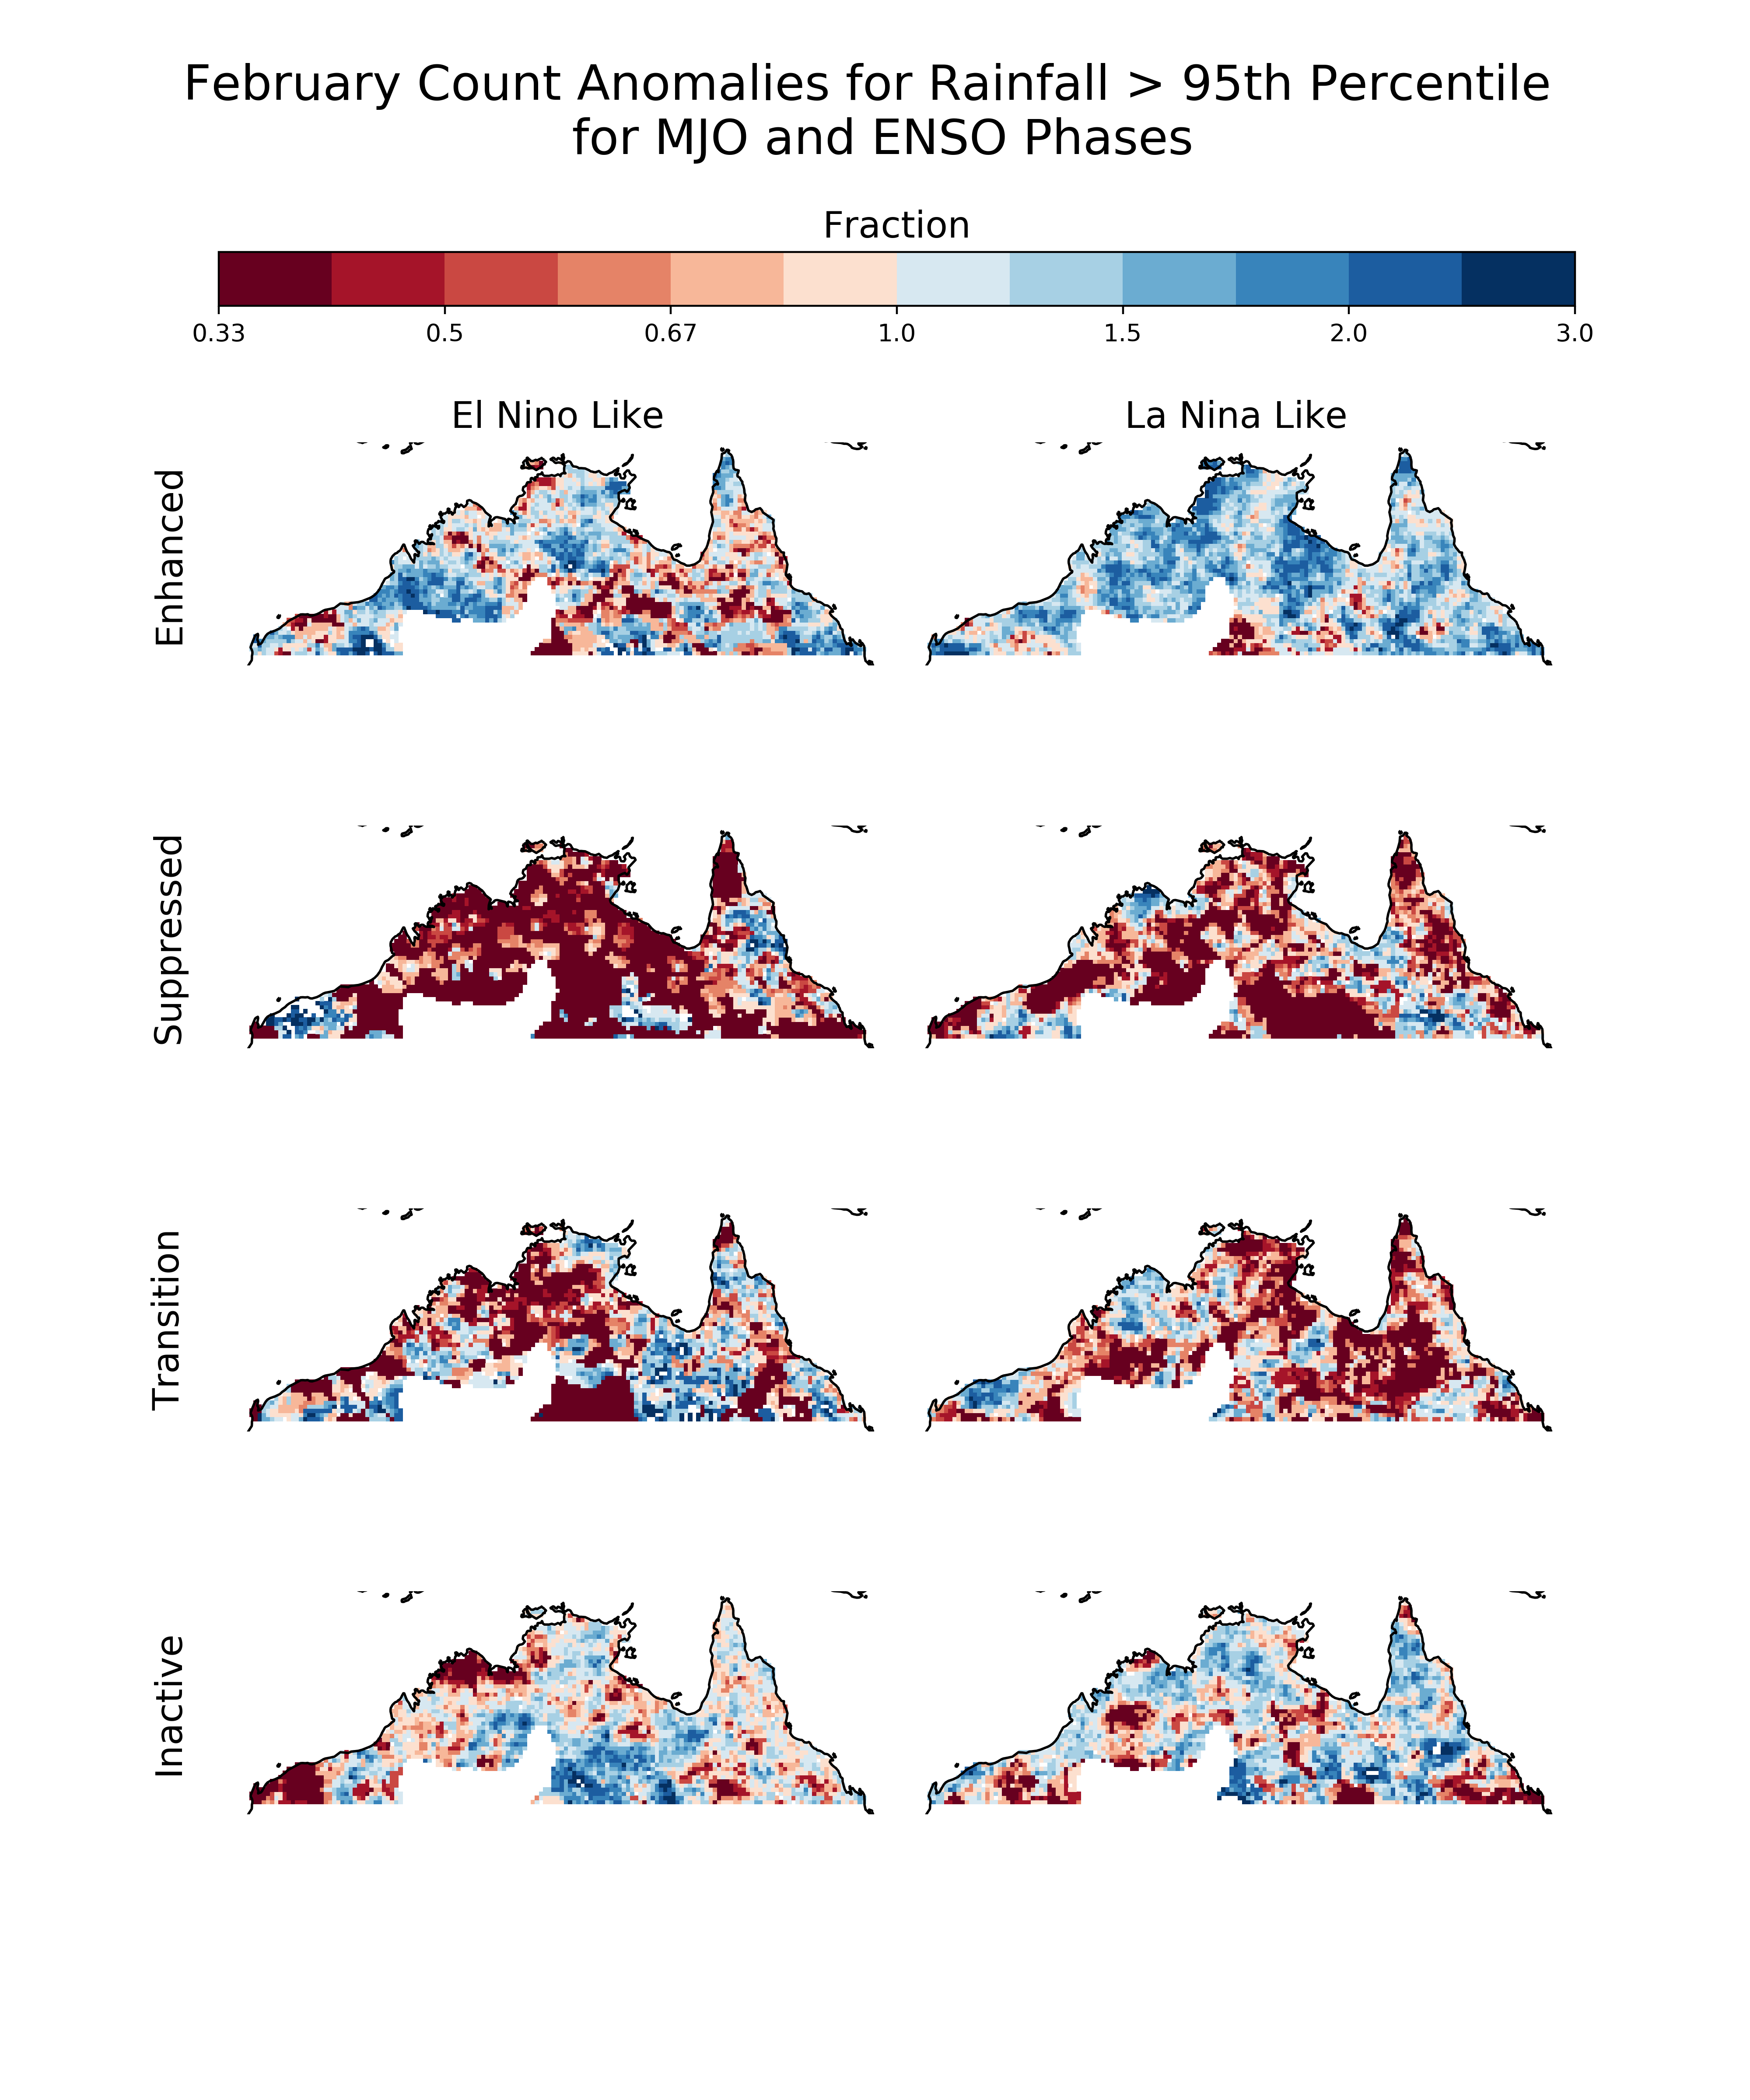 February Count Anomalies for Rainfall > 95th Percentile
for MJO and ENSO Phases
Fraction
0.33 0.5 0.67 1.0 1.5 2.0 3.0
El Nino Like La Nina Like
Enhanced
Suppressed
Transition
Inactive